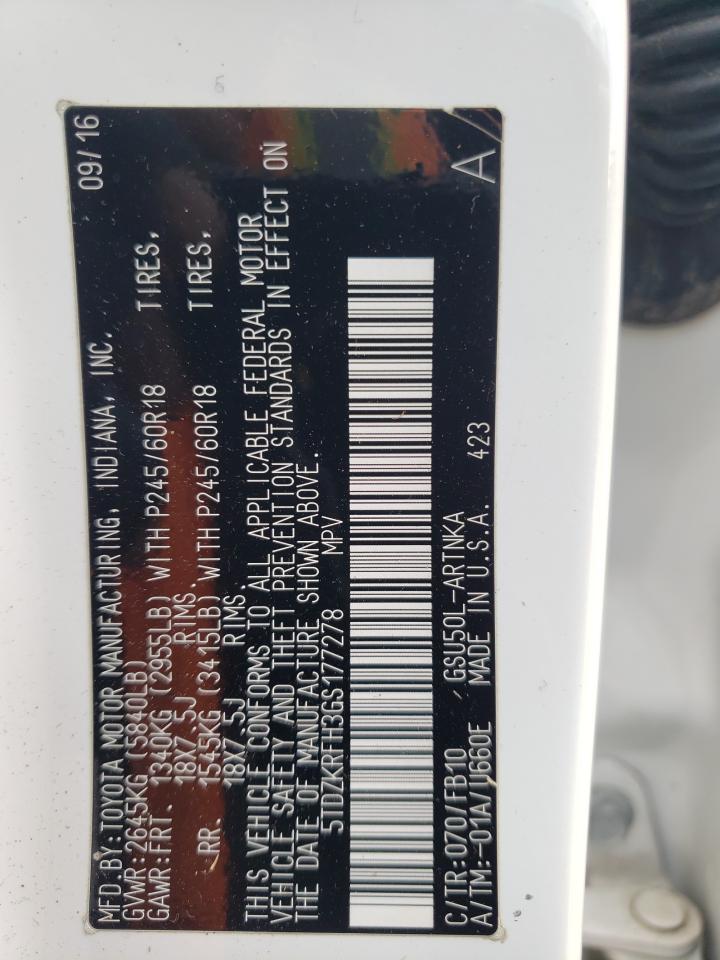 MFD.BY:TOYOTA MOTOR MANUFACTURING, INDIANA, INC. 09/16
GVWR:2645KG (5840LB)
GAWR:FRT. 1340KG (2955LB) WITH P245/60R18 TIRES,
18X7.5J RIMS.
RR. 1545KG (3415LB) WITH P245/60R18 TIRES,
18X7.5J RIMS.
THIS VEHICLE CONFORMS TO ALL APPLICABLE FEDERAL MOTOR
VEHICLE SAFETY AND THEFT PREVENTION STANDARDS IN EFFECT ON
THE DATE OF MANUFACTURE SHOWN ABOVE.
5TDZKRFH3GS177278 MPV
C/TR:070/FB10 GSU50L-ARTNKA
A/TM:-01A/U660E MADE IN U.S.A. 423 A